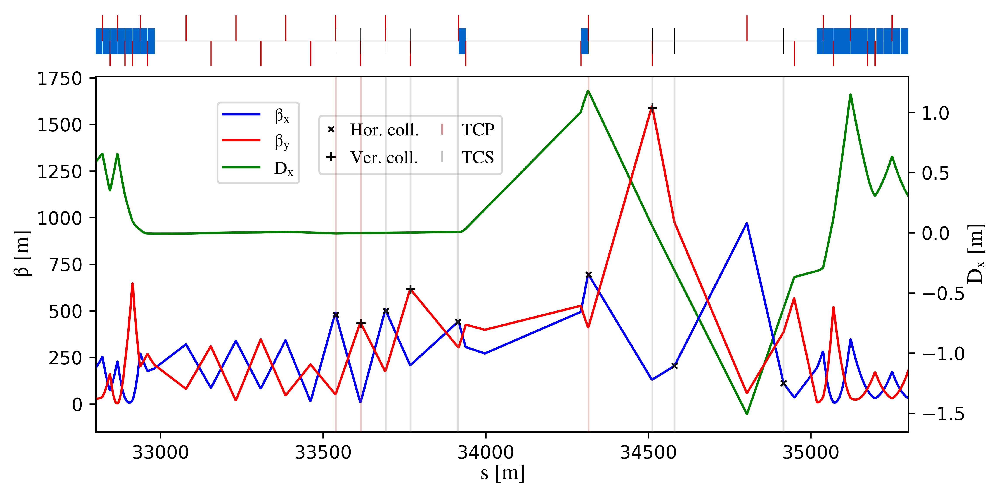 1750
1500
1250
1000
750
500
250
0
β [m]
βx
βy
Dx
Hor. coll.
Ver. coll.
TCP
TCS
1.0
0.5
0.0
−0.5
−1.0
−1.5
Dx [m]
33000
33500
34000
34500
35000
s [m]